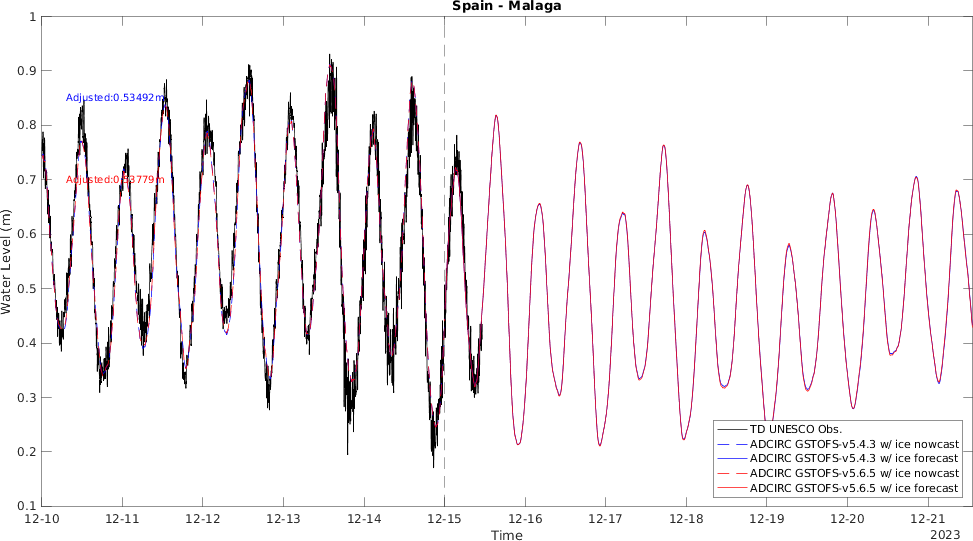 Spain - Malaga
Water Level (m)
1
0.9
0.8
0.7
0.6
0.5
0.4
0.3
0.2
0.1
Adjusted:0.53492m
Adjusted:0.53779m
TD UNESCO Obs.
ADCIRC GSTOFS-v5.4.3 w/ ice nowcast
ADCIRC GSTOFS-v5.4.3 w/ ice forecast
ADCIRC GSTOFS-v5.6.5 w/ ice nowcast
ADCIRC GSTOFS-v5.6.5 w/ ice forecast
12-10 12-11 12-12 12-13 12-14 12-15 12-16 12-17 12-18 12-19 12-20 12-21
Time
2023